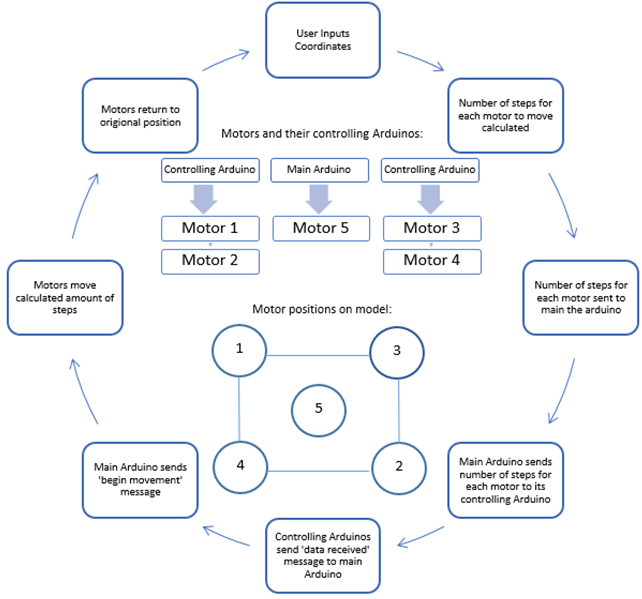 User Inputs
Coordinates
Number of steps for
each motor to move
calculated
Number of steps for
each motor sent to
main the arduino
Main Arduino sends
number of steps for
each motor to its
controlling Arduino
Controlling Arduinos
send 'data received'
message to main
Arduino
Main Arduino sends
'begin movement'
message
Motors move
calculated amount of
steps
Motors return to
origional position
Motors and their controlling Arduinos:
Controlling Arduino
Motor 1
Motor 2
Main Arduino
Motor 5
Controlling Arduino
Motor 3
Motor 4
Motor positions on model:
1
3
5
4
2